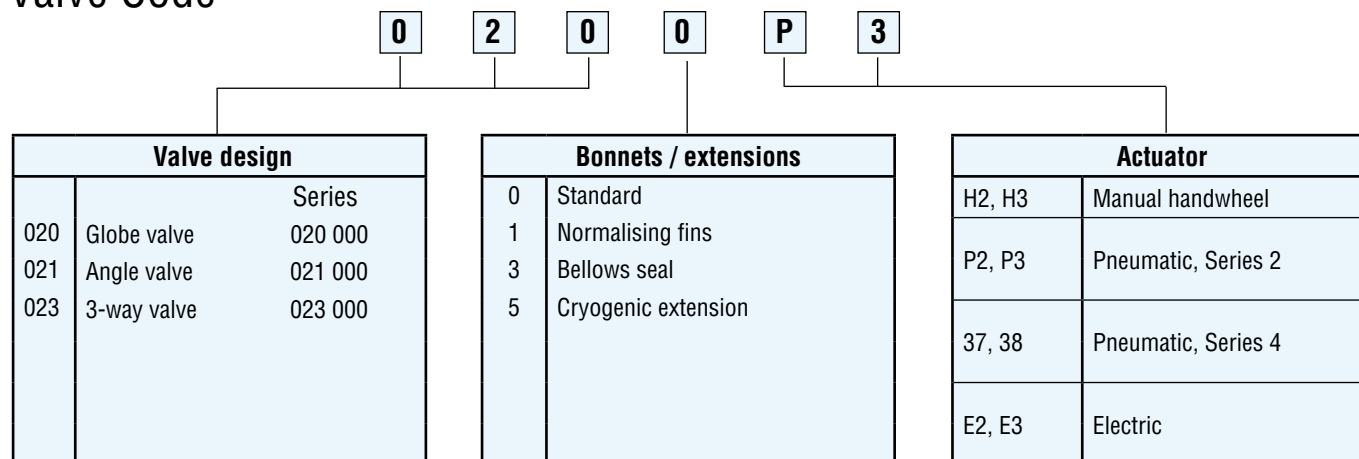 Valve Code
0 2 0 0 P 3
Valve design
Series
020 Globe valve 020 000
021 Angle valve 021 000
023 3-way valve 023 000
Bonnets / extensions
0 Standard
1 Normalising fins
3 Bellows seal
5 Cryogenic extension
Actuator
H2, H3 Manual handwheel
P2, P3 Pneumatic, Series 2
37, 38 Pneumatic, Series 4
E2, E3 Electric